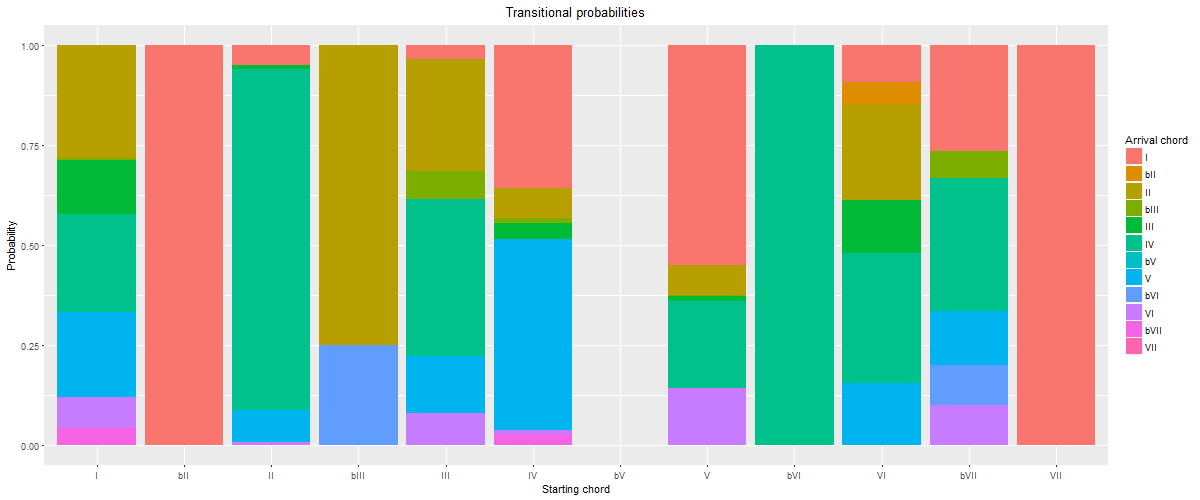 Transitional probabilities
1.00
0.75
0.50
0.25
0.00
Probability
I bII II bIII III IV bV V bVI VI bVII VII
Starting chord
Arrival chord
I
bII
II
bIII
III
IV
bV
V
bVI
VI
bVII
VII